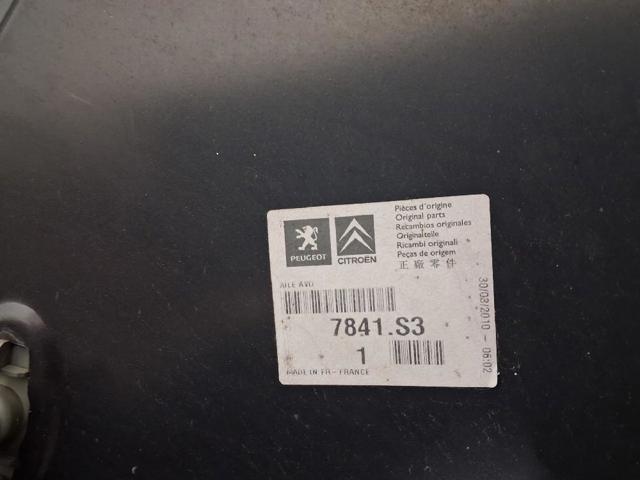 PEUGEOT
CITROËN
Pièces d'origine
Original parts
Recambios originales
Originalteile
Ricambi originali
Peças de origem
正廠零件
AILE AVD
7841.S3
1
MADE IN FR - FRANCE
30/03/2010 - 06:02